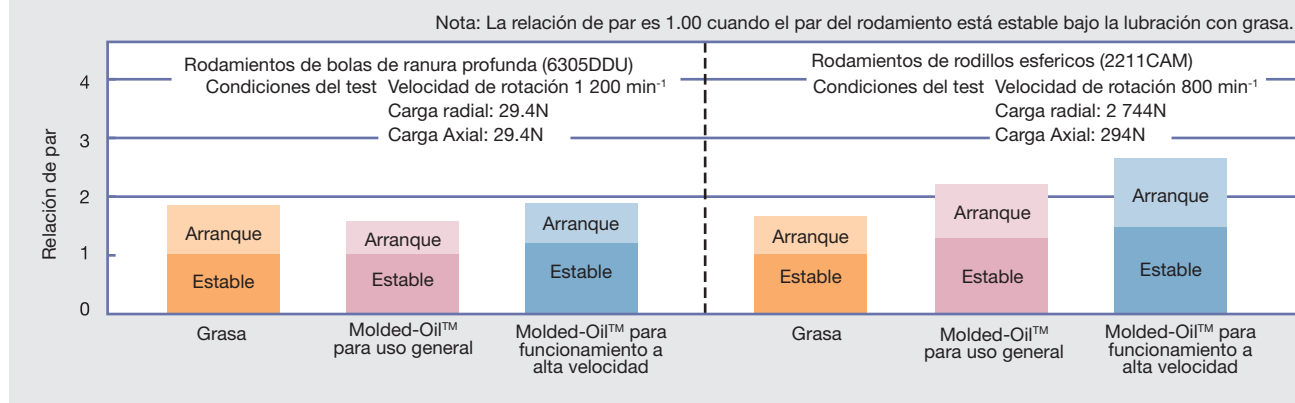 Nota: La relación de par es 1.00 cuando el par del rodamiento está estable bajo la lubración con grasa.
Relación de par
4
3
2
1
0
Rodamientos de bolas de ranura profunda (6305DDU)
Condiciones del test Velocidad de rotación 1 200 min-1
Carga radial: 29.4N
Carga Axial: 29.4N
Rodamientos de rodillos esfericos (2211CAM)
Condiciones del test Velocidad de rotación 800 min-1
Carga radial: 2 744N
Carga Axial: 294N
Arranque
Estable
Arranque
Estable
Arranque
Estable
Arranque
Estable
Arranque
Estable
Arranque
Estable
Grasa
Molded-Oil™
para uso general
Molded-Oil™ para
funcionamiento a
alta velocidad
Grasa
Molded-Oil™
para uso general
Molded-Oil™ para
funcionamiento a
alta velocidad